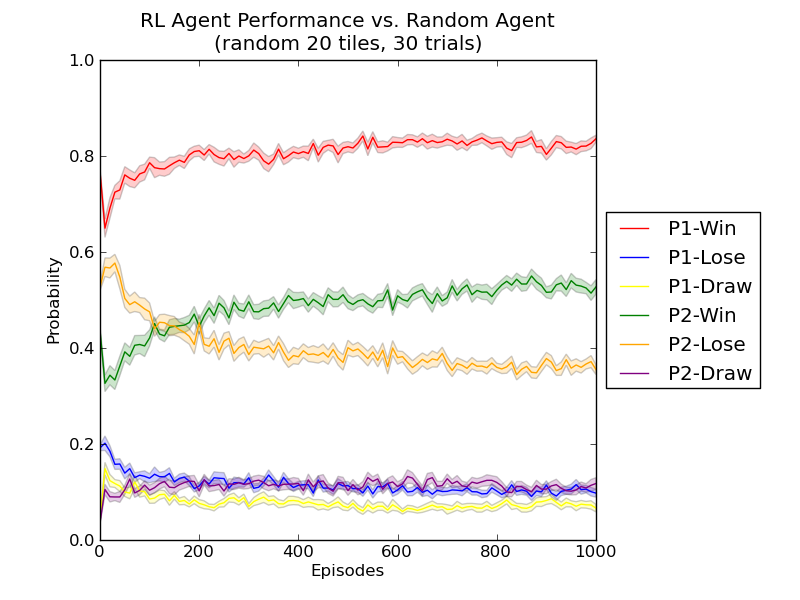 RL Agent Performance vs. Random Agent
(random 20 tiles, 30 trials)
1.0
0.8
0.6
0.4
0.2
0.0
Probability
0
200
400
600
800
1000
Episodes
P1-Win
P1-Lose
P1-Draw
P2-Win
P2-Lose
P2-Draw